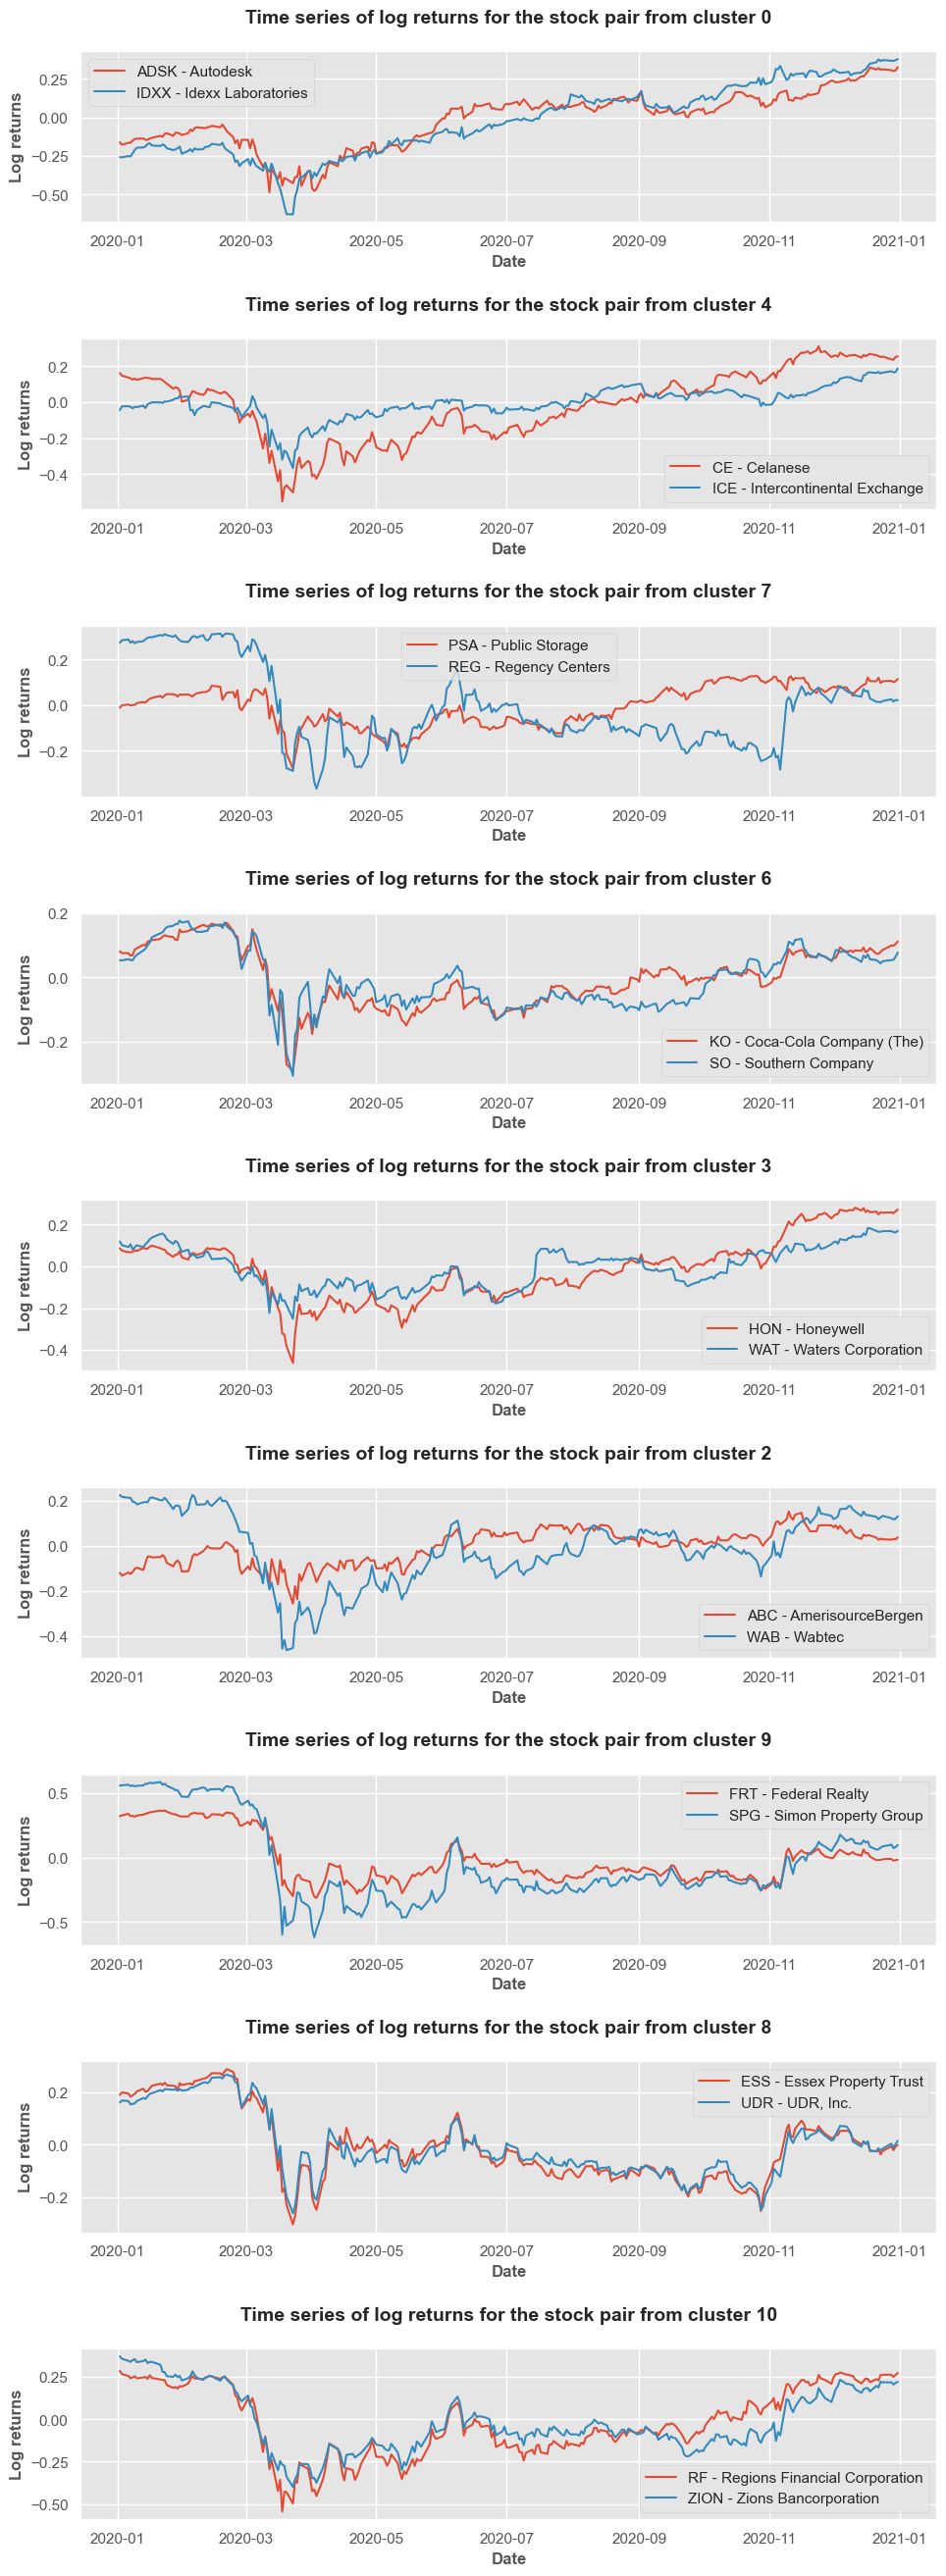 Time series of log returns for the stock pair from cluster 0
ADSK - Autodesk
IDXX - Idexx Laboratories
0.25
0.00
−0.25
−0.50
Log returns
2020-01 2020-03 2020-05 2020-07 2020-09 2020-11 2021-01
Date
Time series of log returns for the stock pair from cluster 4
0.2
0.0
−0.2
−0.4
Log returns
CE - Celanese
ICE - Intercontinental Exchange
2020-01 2020-03 2020-05 2020-07 2020-09 2020-11 2021-01
Date
Time series of log returns for the stock pair from cluster 7
PSA - Public Storage
REG - Regency Centers
0.2
0.0
−0.2
Log returns
2020-01 2020-03 2020-05 2020-07 2020-09 2020-11 2021-01
Date
Time series of log returns for the stock pair from cluster 6
0.2
0.0
−0.2
Log returns
KO - Coca-Cola Company (The)
SO - Southern Company
2020-01 2020-03 2020-05 2020-07 2020-09 2020-11 2021-01
Date
Time series of log returns for the stock pair from cluster 3
0.2
0.0
−0.2
−0.4
Log returns
HON - Honeywell
WAT - Waters Corporation
2020-01 2020-03 2020-05 2020-07 2020-09 2020-11 2021-01
Date
Time series of log returns for the stock pair from cluster 2
0.2
0.0
−0.2
−0.4
Log returns
ABC - AmerisourceBergen
WAB - Wabtec
2020-01 2020-03 2020-05 2020-07 2020-09 2020-11 2021-01
Date
Time series of log returns for the stock pair from cluster 9
FRT - Federal Realty
SPG - Simon Property Group
0.5
0.0
−0.5
Log returns
2020-01 2020-03 2020-05 2020-07 2020-09 2020-11 2021-01
Date
Time series of log returns for the stock pair from cluster 8
ESS - Essex Property Trust
UDR - UDR, Inc.
0.2
0.0
−0.2
Log returns
2020-01 2020-03 2020-05 2020-07 2020-09 2020-11 2021-01
Date
Time series of log returns for the stock pair from cluster 10
0.25
0.00
−0.25
−0.50
Log returns
RF - Regions Financial Corporation
ZION - Zions Bancorporation
2020-01 2020-03 2020-05 2020-07 2020-09 2020-11 2021-01
Date